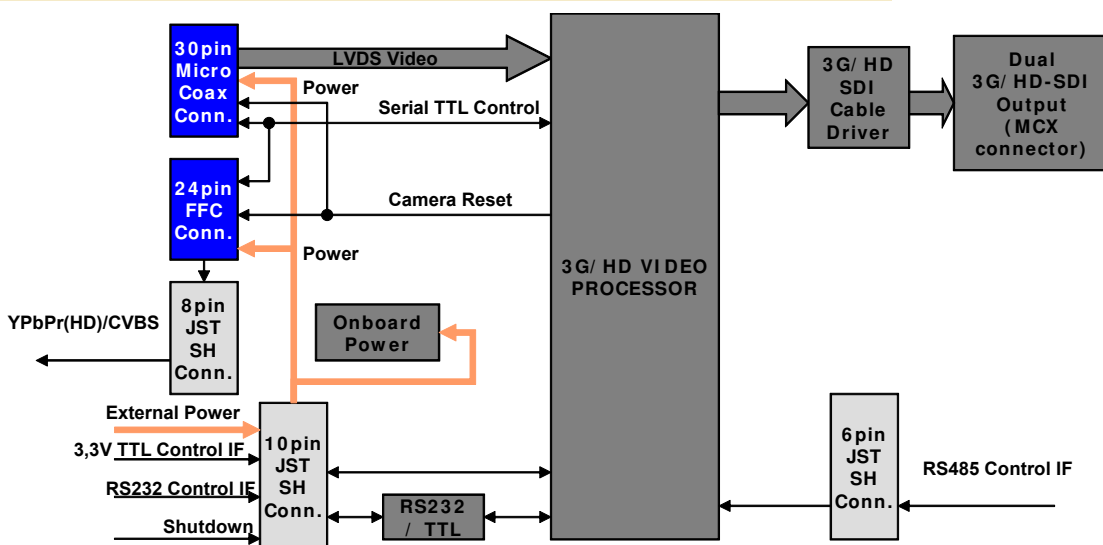 30pin
Micro
Coax
Conn.
LVDS Video
Power
Serial TTL Control
3G/HD
SDI
Cable
Driver
Dual
3G/HD-SDI
Output
(MCX
connector)
24pin
FFC
Conn.
Camera Reset
Power
3G/HD VIDEO
PROCESSOR
8pin
JST
SH
Conn.
YPbPr(HD)/CVBS
Onboard
Power
External Power
3,3V TTL Control IF
RS232 Control IF
Shutdown
10pin
JST
SH
Conn.
RS232
/ TTL
6pin
JST
SH
Conn.
RS485 Control IF